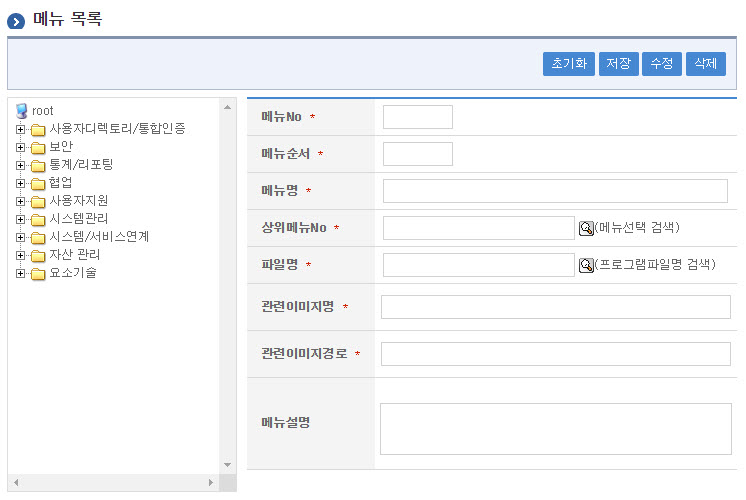 메뉴 목록
초기화 저장 수정 삭제
root
사용자디렉토리/통합인증
보안
통계/리포팅
협업
사용자지원
시스템관리
시스템/서비스연계
자산 관리
요소기술
메뉴No *
메뉴순서 *
메뉴명 *
상위메뉴No * (메뉴선택 검색)
파일명 * (프로그램파일명 검색)
관련이미지명 *
관련이미지경로 *
메뉴설명